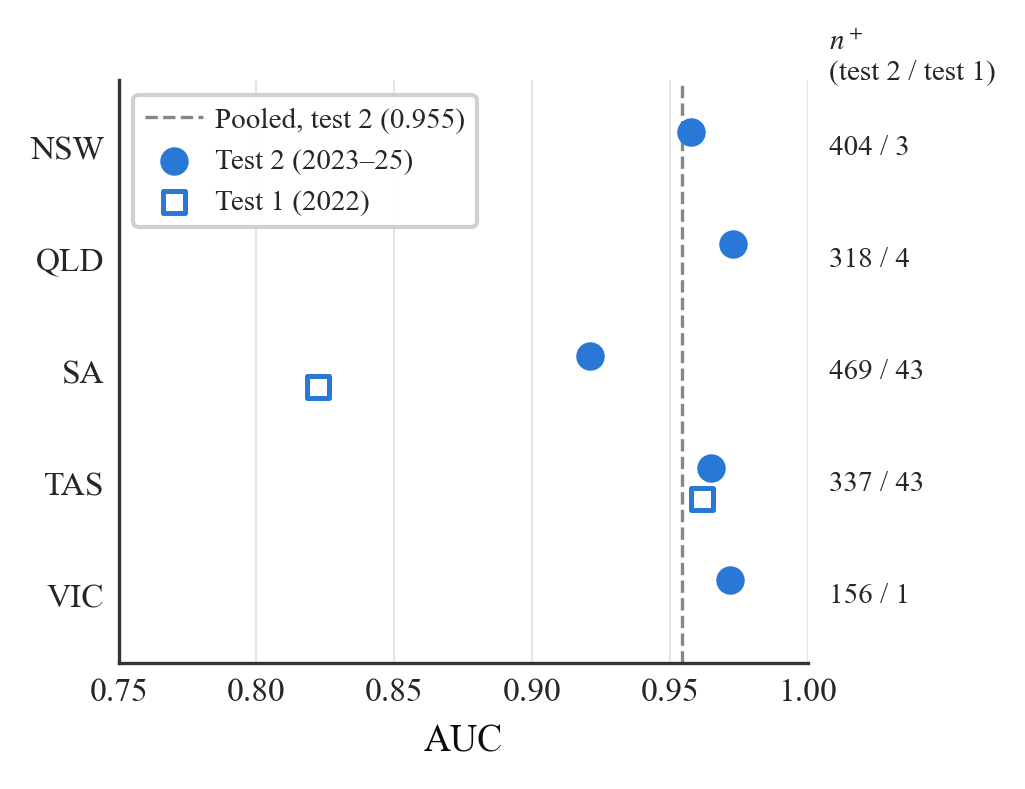 n⁺
(test 2 / test 1)
Pooled, test 2 (0.955)
Test 2 (2023–25)
Test 1 (2022)
NSW 404 / 3
QLD 318 / 4
SA 469 / 43
TAS 337 / 43
VIC 156 / 1
0.75 0.80 0.85 0.90 0.95 1.00
AUC